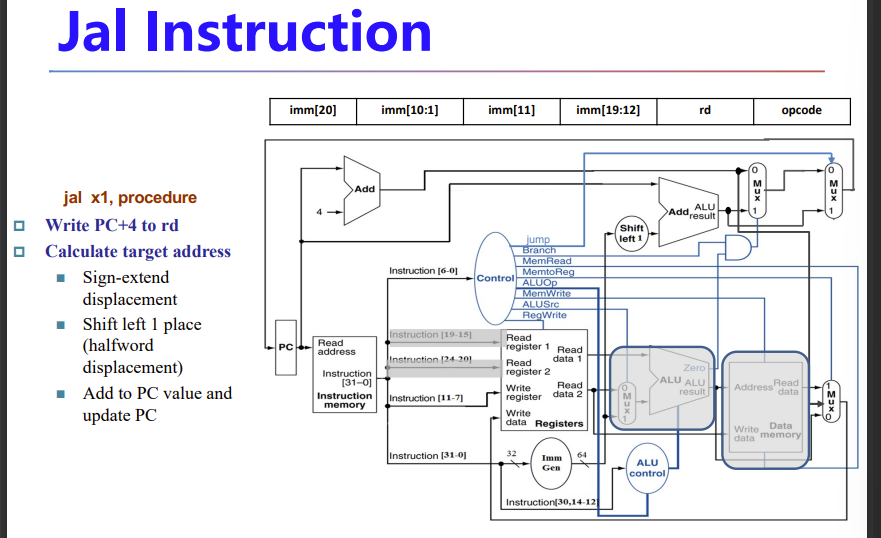 Jal Instruction
imm[20] imm[10:1] imm[11] imm[19:12] rd opcode
jal x1, procedure
Write PC+4 to rd
Calculate target address
Sign-extend
displacement
Shift left 1 place
(halfword
displacement)
Add to PC value and
update PC
Add
4
Add ALU
result
0
M
u
x
1
0
M
u
x
1
Shift
left 1
jump
Branch
MemRead
MemtoReg
ALUOp
MemWrite
ALUSrc
RegWrite
Control
Instruction [6-0]
Instruction [19-15]
Instruction [24-20]
Instruction [11-7]
Instruction [31-0]
PC
Read
address
Instruction
[31–0]
Instruction
memory
Read
register 1
Read
data 1
Read
register 2
Write
register
Read
data 2
Write
data
Registers
0
M
u
x
1
Zero
ALU ALU
result
Address
Read
data
Write
data
Data
memory
1
M
u
x
0
32
Imm
Gen
64
ALU
control
Instruction[30,14-12]